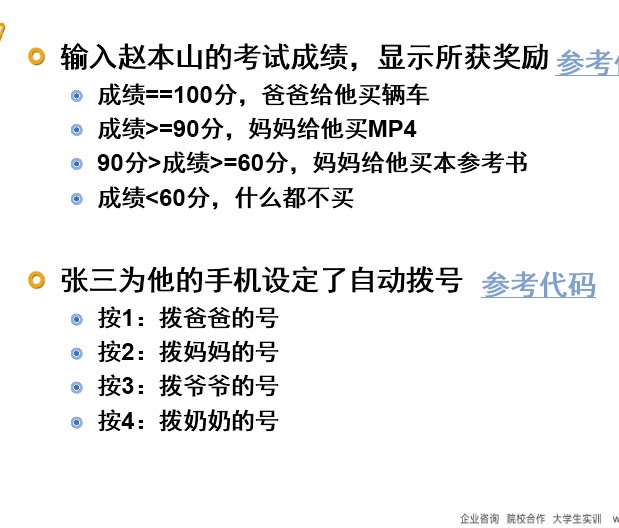 输入赵本山的考试成绩，显示所获奖励 参考
成绩==100分，爸爸给他买辆车
成绩>=90分，妈妈给他买MP4
90分>成绩>=60分，妈妈给他买本参考书
成绩<60分，什么都不买
张三为他的手机设定了自动拨号 参考代码
按1：拨爸爸的号
按2：拨妈妈的号
按3：拨爷爷的号
按4：拨奶奶的号
企业咨询 院校合作 大学生实训